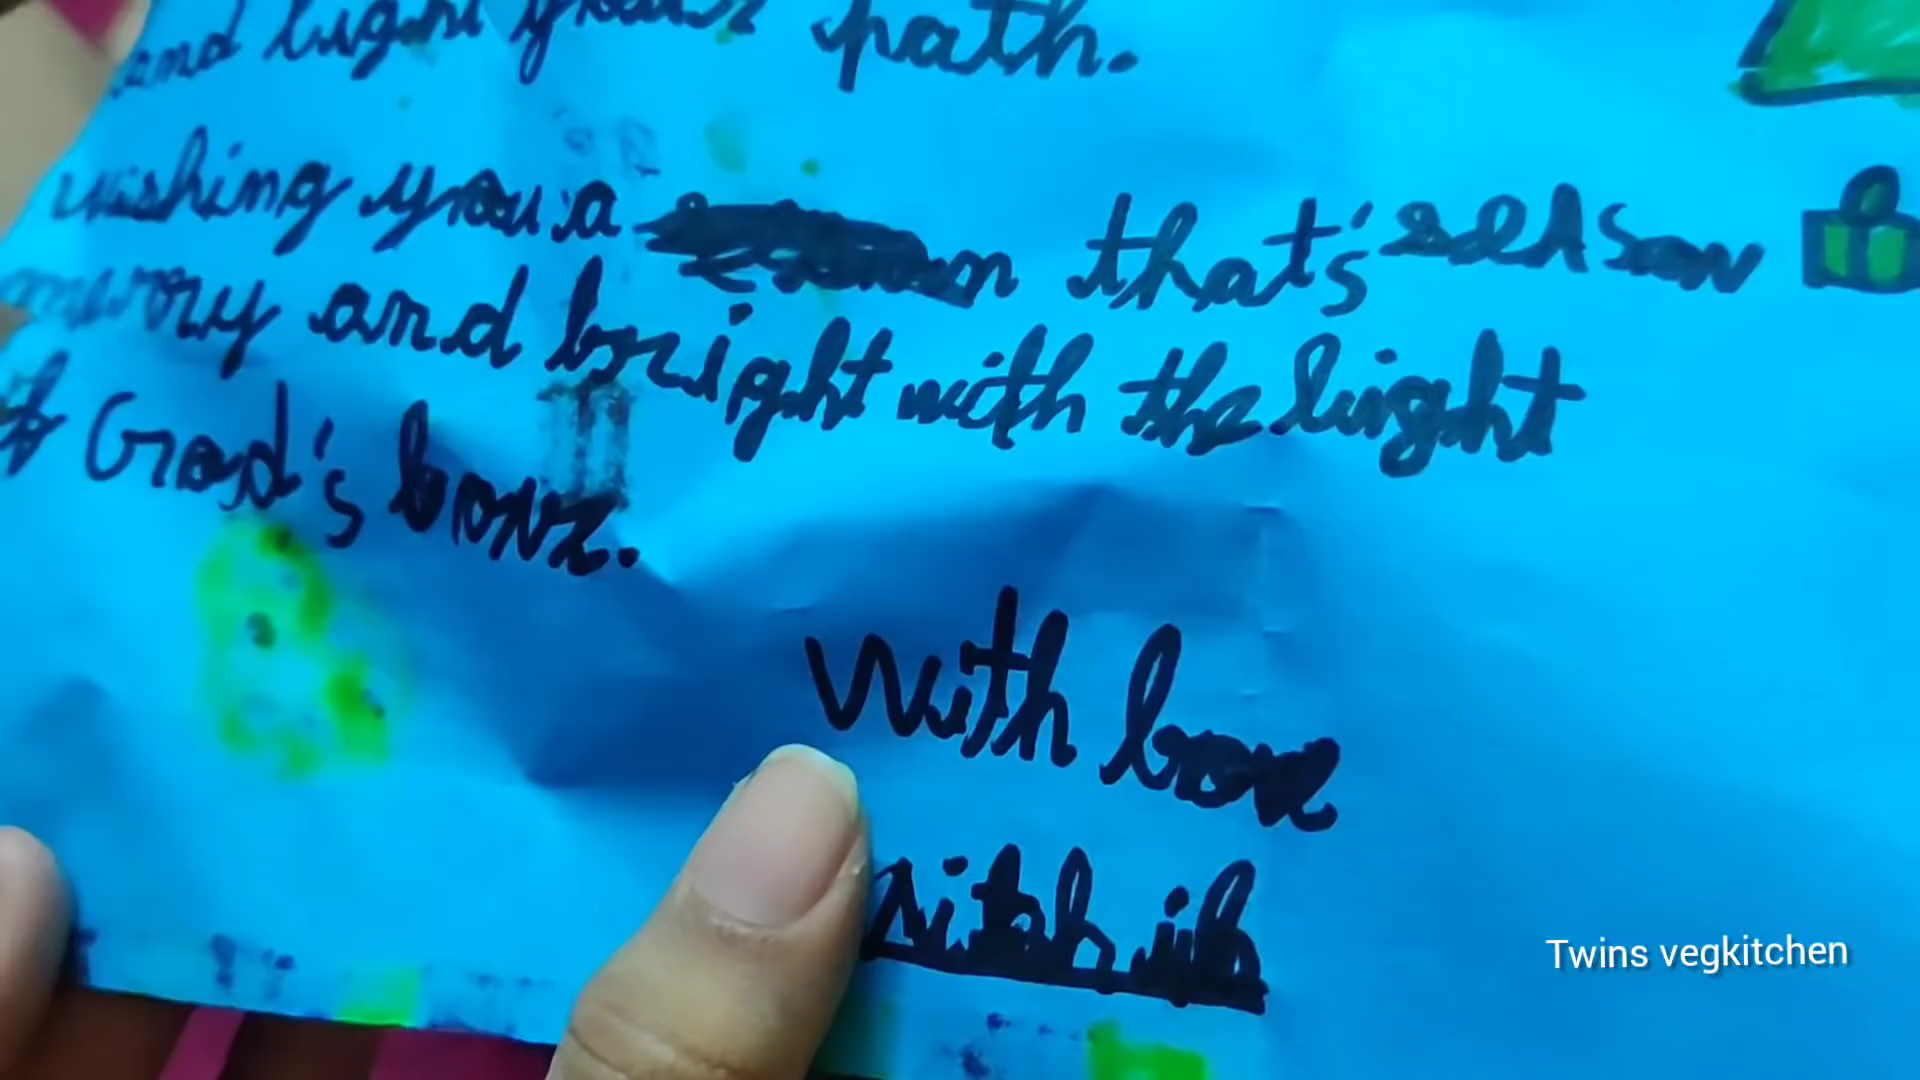 and light your path.
wishing you a that's season
merry and bright with the light
of God's love.
With love
Twins vegkitchen